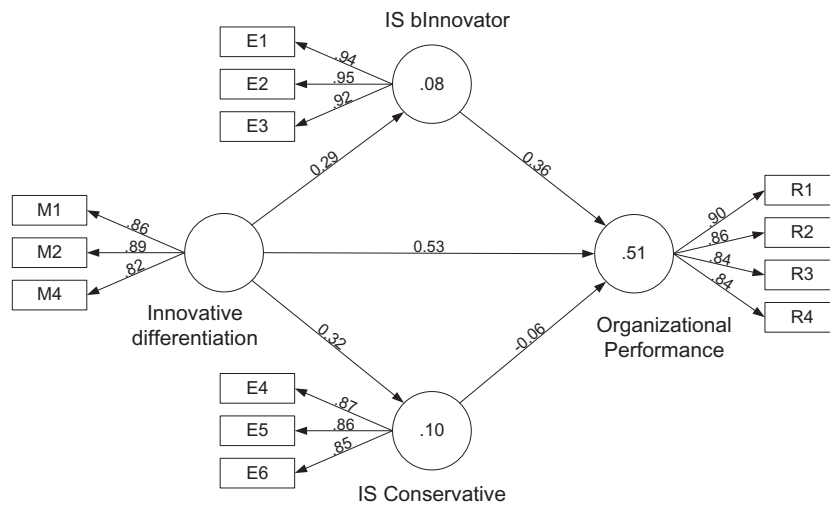 IS bInnovator
E1
E2
E3
.94
.95
.92
.08
0.29
0.36
M1
M2
M4
.86
.89
.82
Innovative
differentiation
0.53
.51
Organizational
Performance
.90
.86
.84
.84
R1
R2
R3
R4
0.32
-0.06
E4
E5
E6
.87
.86
.85
.10
IS Conservative